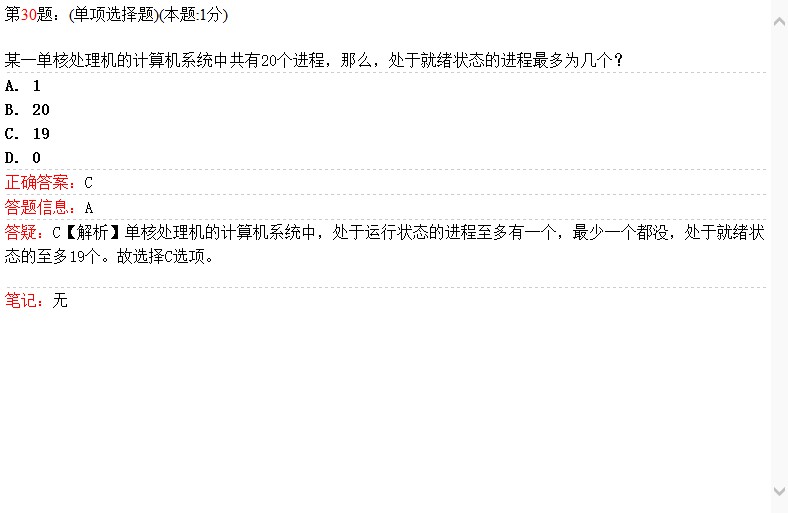 第30题： (单项选择题)(本题:1分)
某一单核处理机的计算机系统中共有20个进程，那么，处于就绪状态的进程最多为几个？
A. 1
B. 20
C. 19
D. 0
正确答案：C
答题信息：A
答疑：C【解析】单核处理机的计算机系统中，处于运行状态的进程至多有一个，最少一个都没，处于就绪状
态的至多19个。故选择C选项。
笔记：无